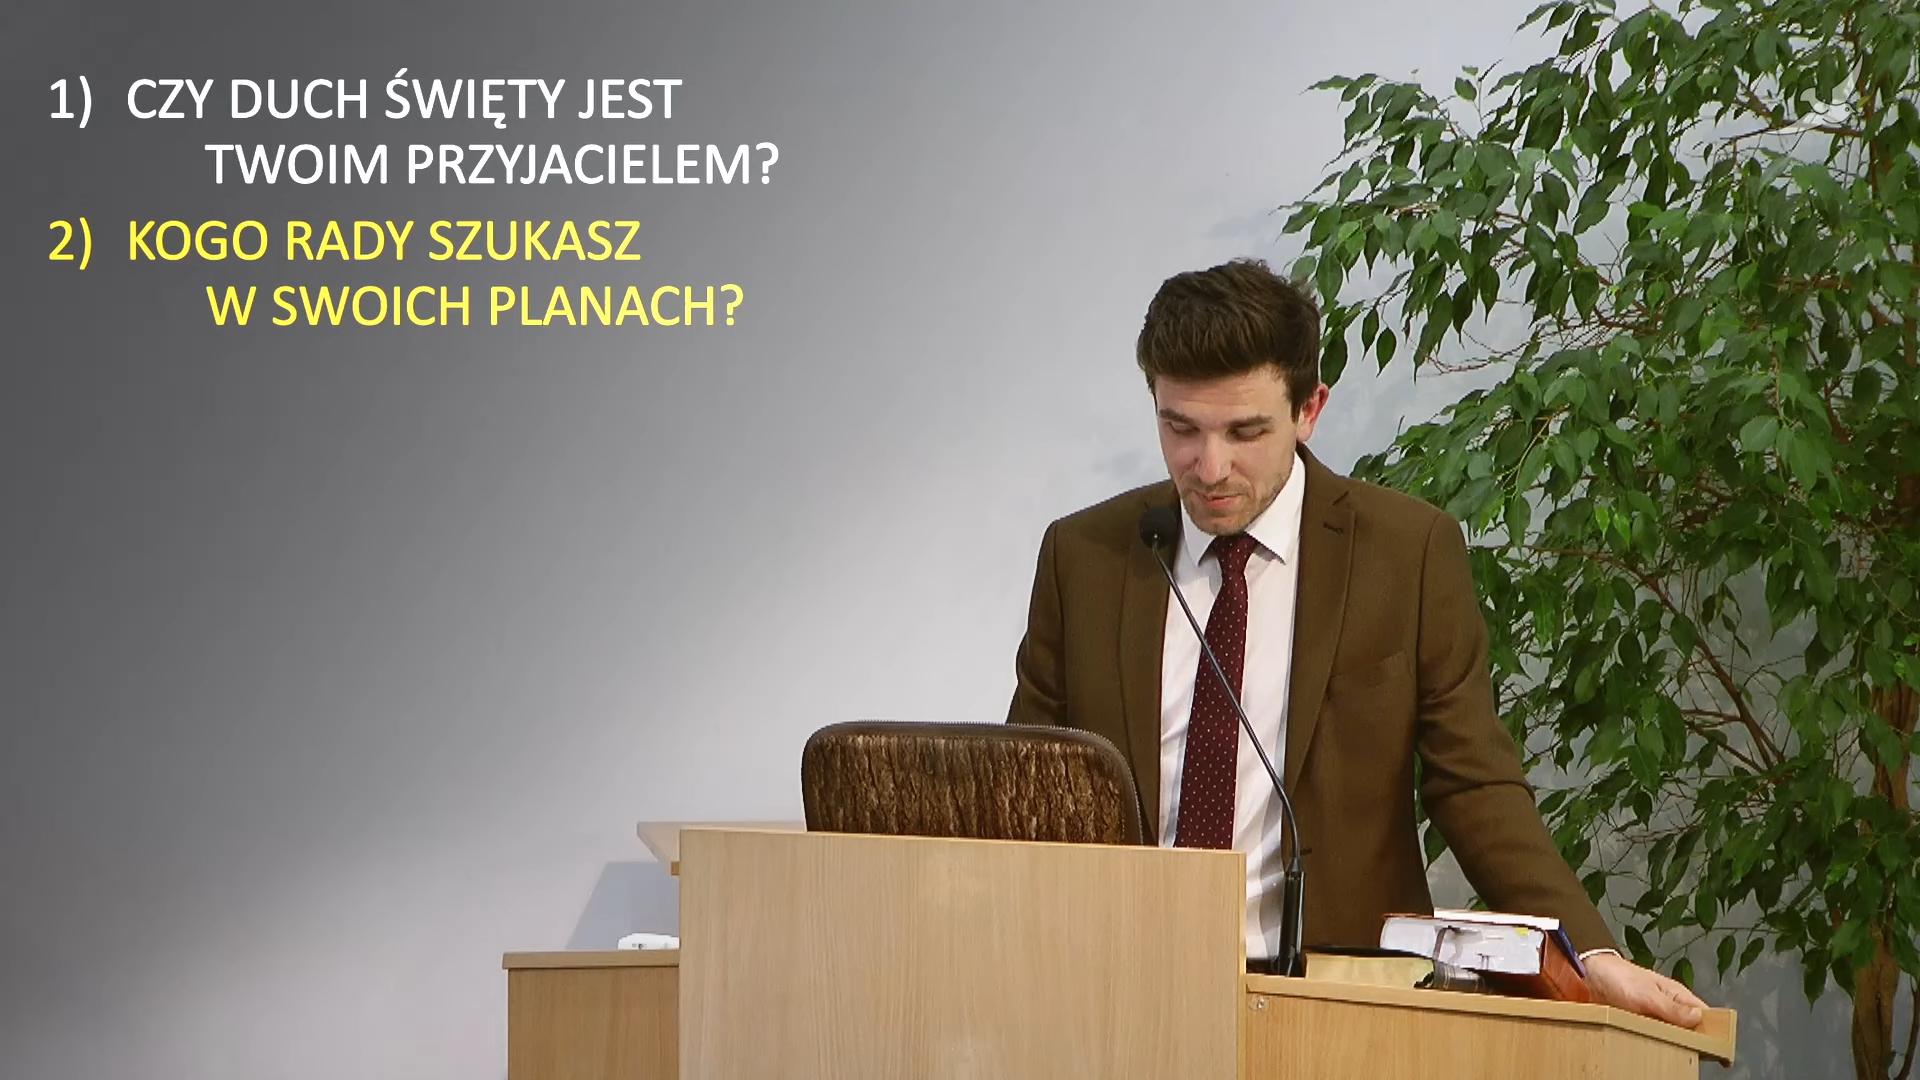 1) CZY DUCH ŚWIĘTY JEST
TWOIM PRZYJACIELEM?
2) KOGO RADY SZUKASZ
W SWOICH PLANACH?